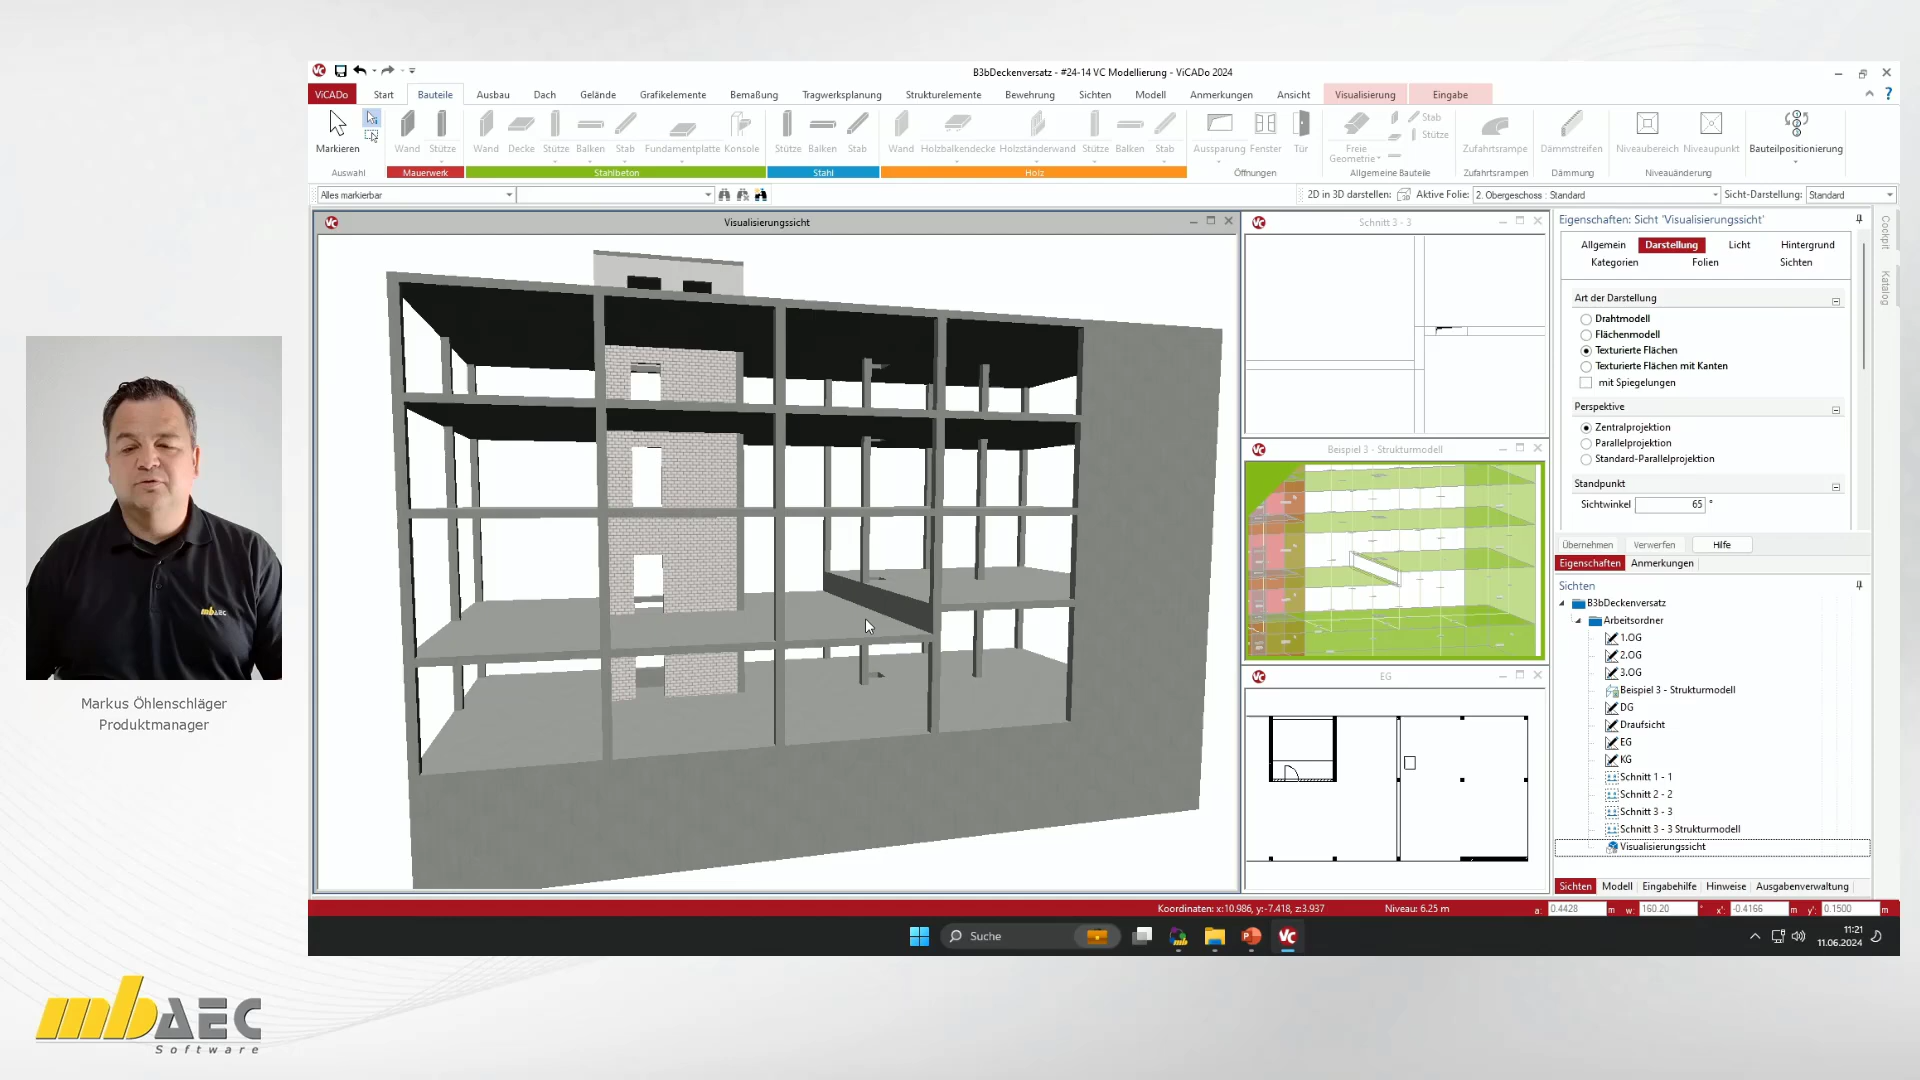 B3bDeckenversatz - #24-14 VC Modellierung - ViCADo 2024
ViCADo Start Bauteile Ausbau Dach Gelände Grafikelemente Bemaßung Tragwerksplanung Strukturelemente Bewehrung Sichten Modell Anmerkungen Ansicht Visualisierung Eingabe
Stab
Stütze
Markieren Wand Stütze Wand Decke Stütze Balken Stab Fundamentplatte Konsole Stütze Balken Stab Wand Holzbalkendecke Holzständerwand Stütze Balken Stab Aussparung Fenster Tür Freie Geometrie Zufahrtsrampe Dämmstreifen Niveaubereich Niveaupunkt Bauteilpositionierung
Auswahl Mauerwerk Stahlbeton Stahl Holz Öffnungen Allgemeine Bauteile Zufahrtsrampen Dämmung Niveauänderung
Alles markierbar 2D in 3D darstellen: Aktive Folie: 2. Obergeschoss : Standard Sicht-Darstellung: Standard
Visualisierungssicht
Schnitt 3 - 3
Beispiel 3 - Strukturmodell
EG
Eigenschaften: Sicht 'Visualisierungssicht'
Allgemein Darstellung Licht Hintergrund
Kategorien Folien Sichten
Art der Darstellung
Drahtmodell
Flächenmodell
Texturierte Flächen
Texturierte Flächen mit Kanten
mit Spiegelungen
Perspektive
Zentralprojektion
Parallelprojektion
Standard-Parallelprojektion
Standpunkt
Sichtwinkel 65 °
Übernehmen Verwerfen Hilfe
Eigenschaften Anmerkungen
Cockpit
Katalog
Sichten
B3bDeckenversatz
Arbeitsordner
1.OG
2.OG
3.OG
Beispiel 3 - Strukturmodell
DG
Draufsicht
EG
KG
Schnitt 1 - 1
Schnitt 2 - 2
Schnitt 3 - 3
Schnitt 3 - 3 Strukturmodell
Visualisierungssicht
Sichten Modell Eingabehilfe Hinweise Ausgabenverwaltung
Koordinaten: x:10.986, y:-7.418, z:3.937 Niveau: 6.25 m a: 0.4428 m w: 160.20 ° x': -0.4166 m y': 0.1500 m
Suche
11:21
11.06.2024
mbAEC
Markus Öhlenschläger
Produktmanager
mbAEC
Software